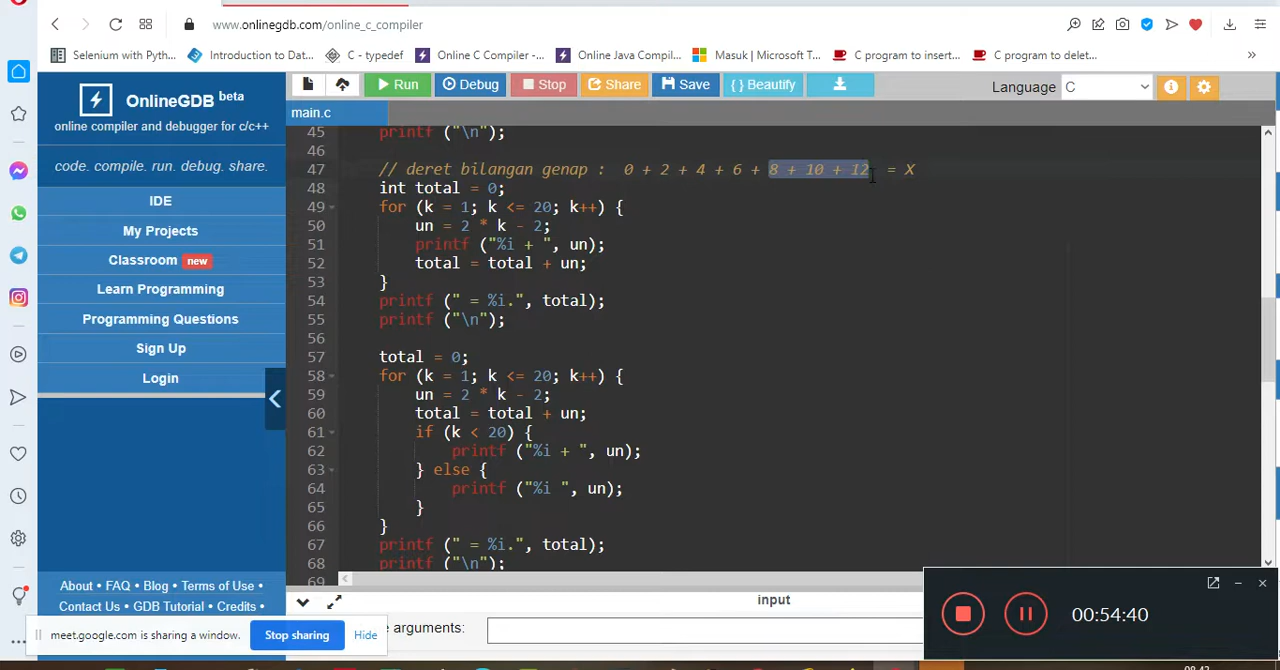 www.onlinegdb.com/online_c_compiler
Selenium with Pyth... Introduction to Dat... C - typedef Online C Compiler -... Online Java Compil... Masuk | Microsoft T... C program to insert... C program to delet... »
OnlineGDB beta
online compiler and debugger for c/c++
code. compile. run. debug. share.
IDE
My Projects
Classroom new
Learn Programming
Programming Questions
Sign Up
Login
About • FAQ • Blog • Terms of Use •
Contact Us • GDB Tutorial • Credits •
Run Debug Stop Share Save { } Beautify Language C
main.c
45 printf ("\n");
46
47 // deret bilangan genap : 0 + 2 + 4 + 6 + 8 + 10 + 12 = X
48 int total = 0;
49 for (k = 1; k <= 20; k++) {
50 un = 2 * k - 2;
51 printf ("%i + ", un);
52 total = total + un;
53 }
54 printf (" = %i.", total);
55 printf ("\n");
56
57 total = 0;
58 for (k = 1; k <= 20; k++) {
59 un = 2 * k - 2;
60 total = total + un;
61 if (k < 20) {
62 printf ("%i + ", un);
63 } else {
64 printf ("%i ", un);
65 }
66 }
67 printf (" = %i.", total);
68 printf ("\n");
69
input
e arguments:
meet.google.com is sharing a window. Stop sharing Hide
00:54:40